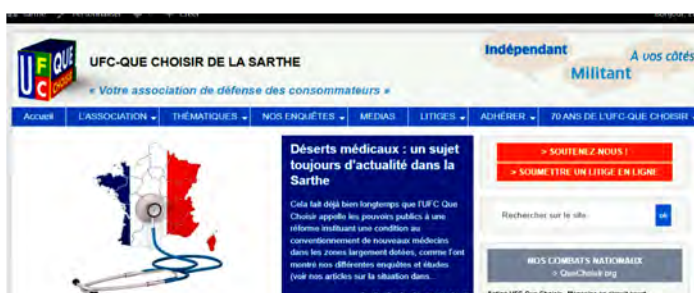 Personnaliser
Créer
UFC QUE CHOISIR
UFC-QUE CHOISIR DE LA SARTHE
« Votre association de défense des consommateurs »
Indépendant
À vos côtés
Militant
Accueil L'ASSOCIATION THÉMATIQUES NOS ENQUÊTES MEDIAS LITIGES ADHÉRER 70 ANS DE L'UFC-QUE CHOISIR
Déserts médicaux : un sujet
toujours d'actualité dans la
Sarthe
Cela fait déjà bien longtemps que l'UFC Que
Choisir appelle les pouvoirs publics à une
réforme instituant une condition au
conventionnement de nouveaux médecins
dans les zones largement dotées, comme l'ont
montré nos différentes enquêtes et études
(voir nos articles sur la situation dans...
> SOUTENEZ-NOUS !
> SOUMETTRE UN LITIGE EN LIGNE
Rechercher sur le site
ok
NOS COMBATS NATIONAUX
> QueChoisir.org